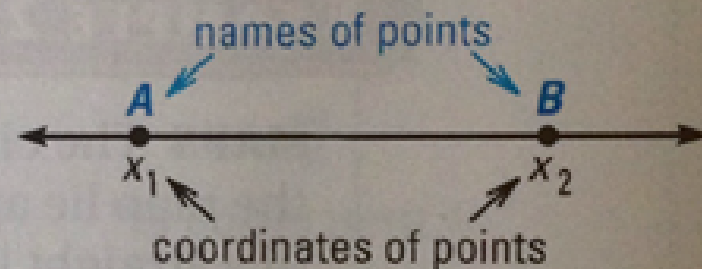 names of points
A B
x₁ x₂
coordinates of points